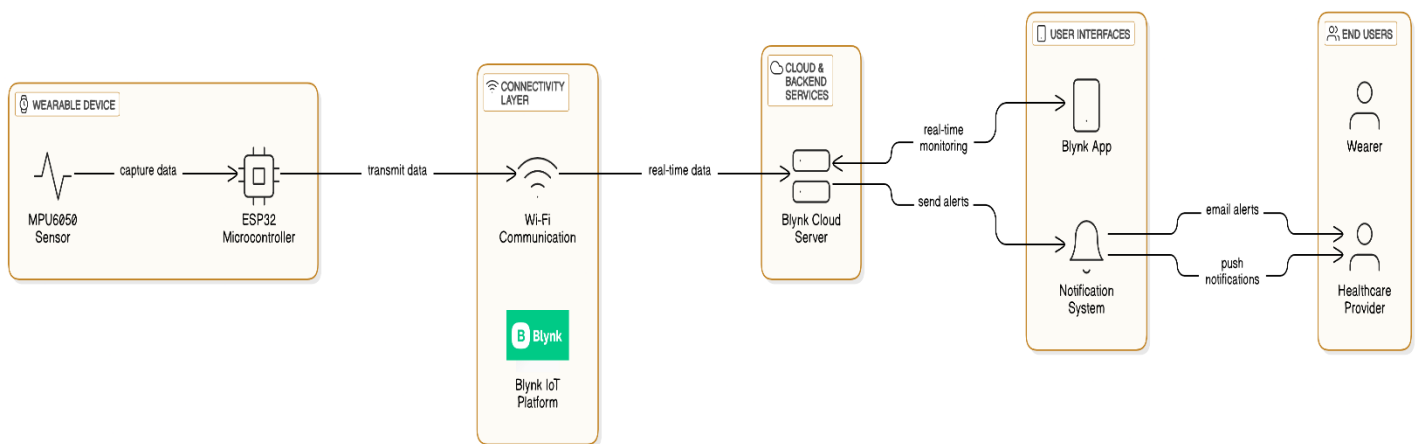 WEARABLE DEVICE
MPU6050
Sensor
capture data
ESP32
Microcontroller
transmit data
CONNECTIVITY
LAYER
Wi-Fi
Communication
B Blynk
Blynk IoT
Platform
real-time data
CLOUD &
BACKEND
SERVICES
Blynk Cloud
Server
real-time
monitoring
send alerts
USER INTERFACES
Blynk App
Notification
System
email alerts
push
notifications
END USERS
Wearer
Healthcare
Provider